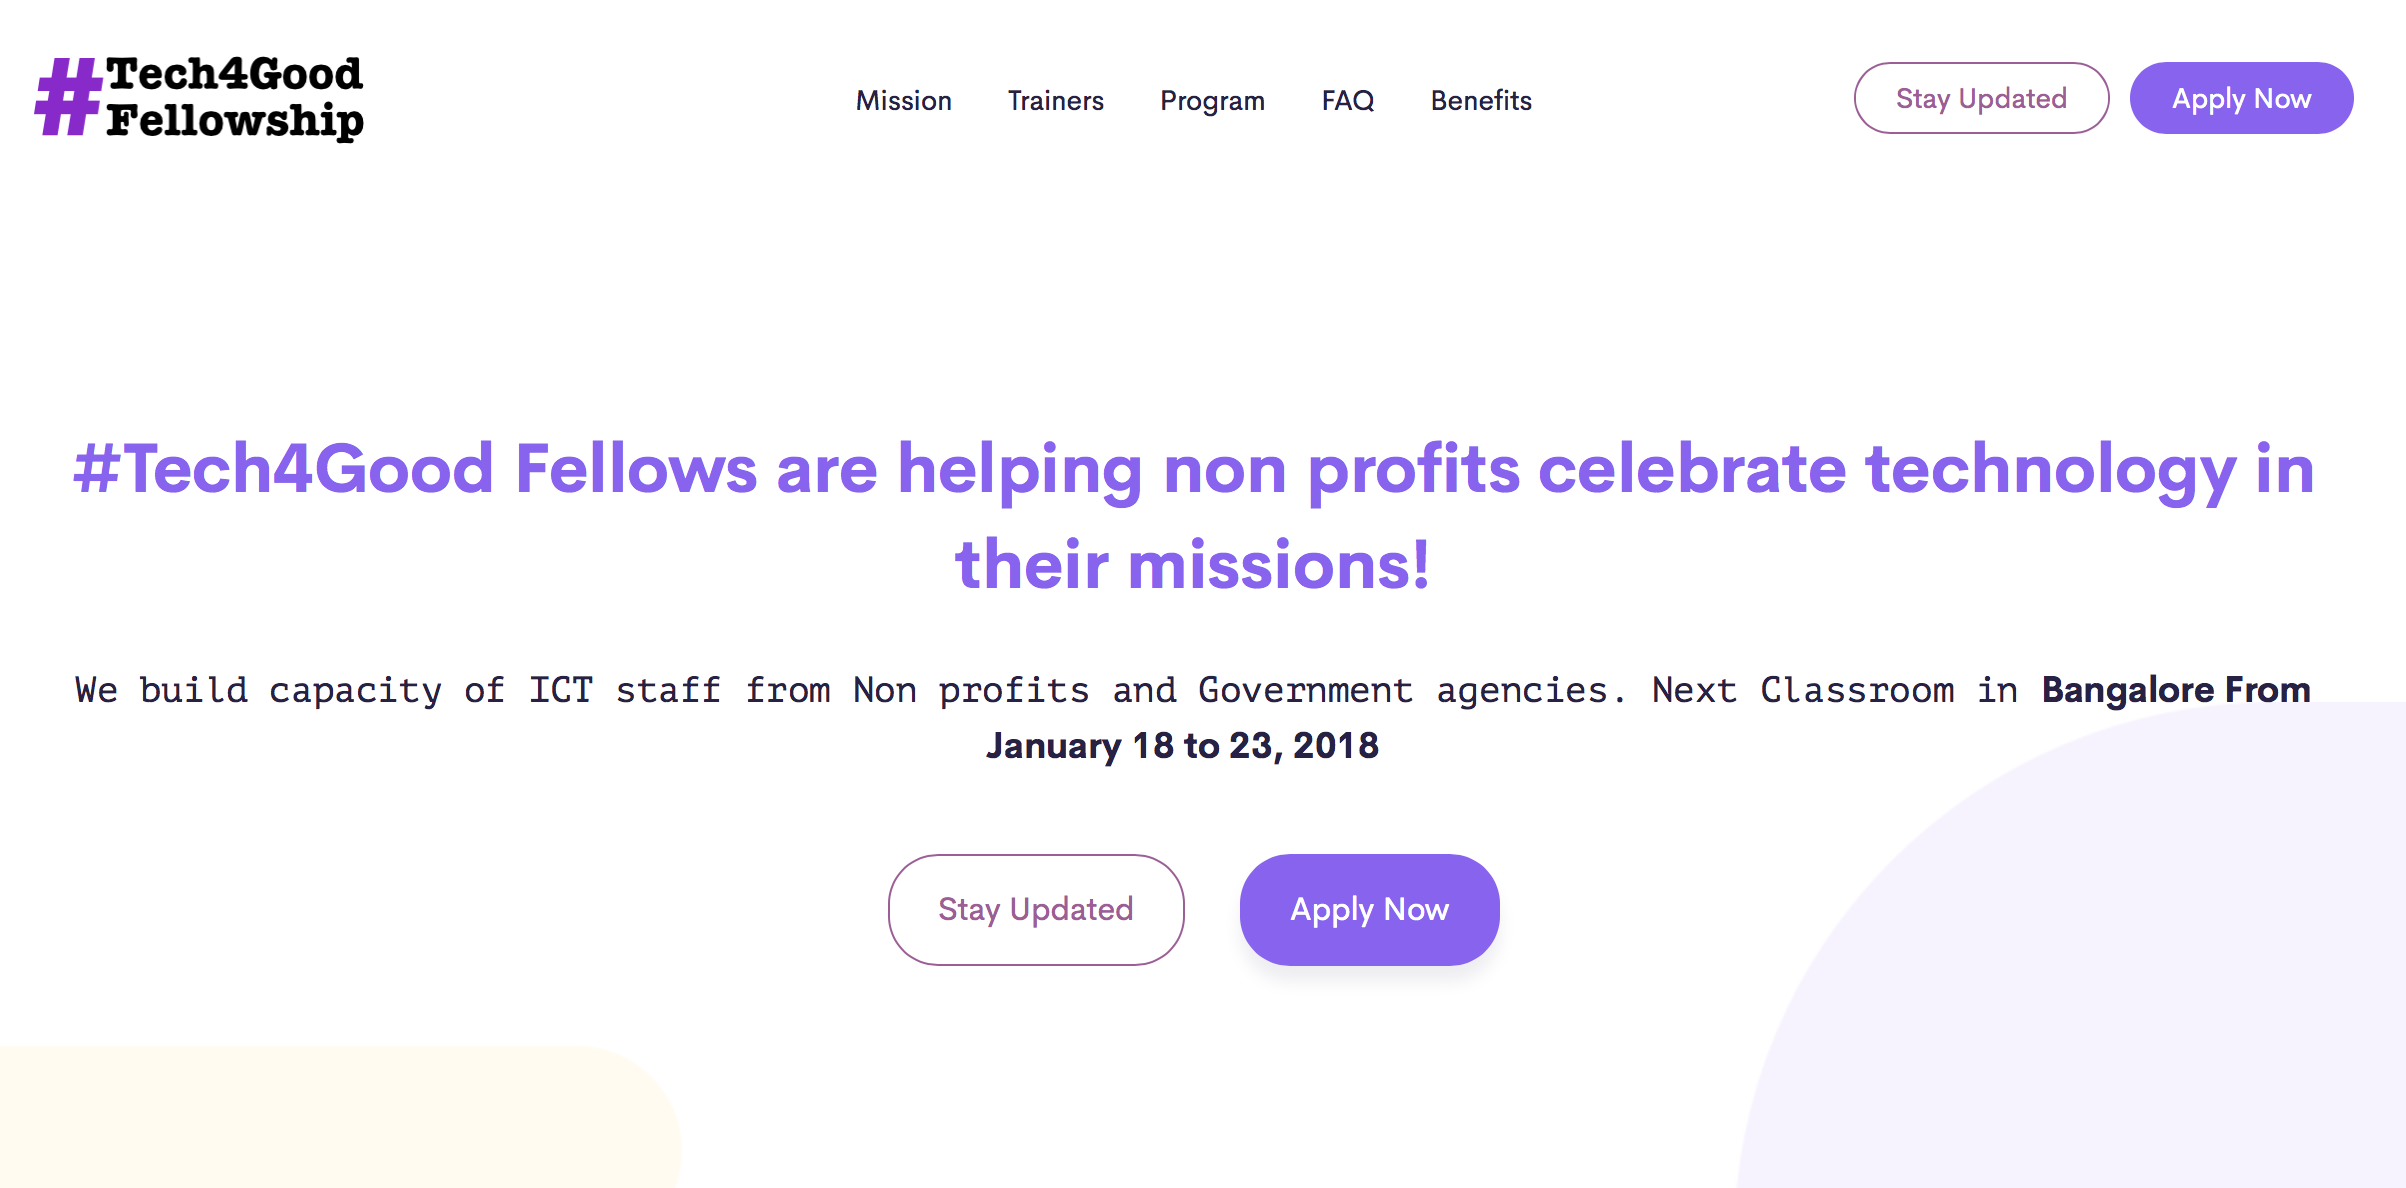 #Tech4Good
Fellowship
Mission Trainers Program FAQ Benefits
Stay Updated
Apply Now
#Tech4Good Fellows are helping non profits celebrate technology in
their missions!
We build capacity of ICT staff from Non profits and Government agencies. Next Classroom in Bangalore From
January 18 to 23, 2018
Stay Updated
Apply Now